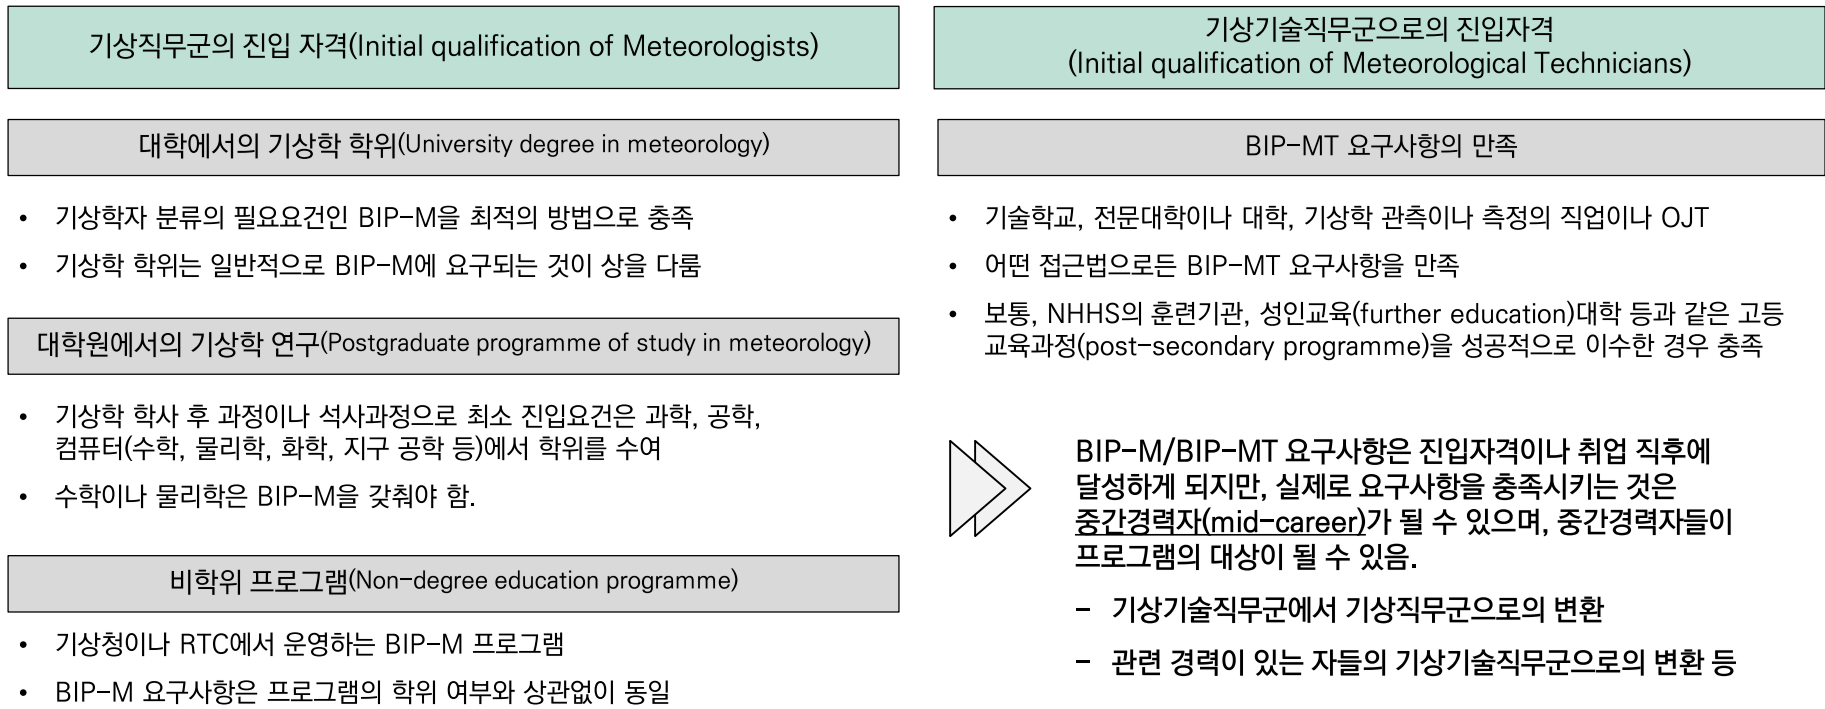 기상직무군의 진입 자격(Initial qualification of Meteorologists)
대학에서의 기상학 학위(University degree in meteorology)
• 기상학자 분류의 필요요건인 BIP-M을 최적의 방법으로 충족
• 기상학 학위는 일반적으로 BIP-M에 요구되는 것이 상을 다룸
대학원에서의 기상학 연구(Postgraduate programme of study in meteorology)
• 기상학 학사 후 과정이나 석사과정으로 최소 진입요건은 과학, 공학,
컴퓨터(수학, 물리학, 화학, 지구 공학 등)에서 학위를 수여
• 수학이나 물리학은 BIP-M을 갖춰야 함.
비학위 프로그램(Non-degree education programme)
• 기상청이나 RTC에서 운영하는 BIP-M 프로그램
• BIP-M 요구사항은 프로그램의 학위 여부와 상관없이 동일
기상기술직무군으로의 진입자격
(Initial qualification of Meteorological Technicians)
BIP-MT 요구사항의 만족
• 기술학교, 전문대학이나 대학, 기상학 관측이나 측정의 직업이나 OJT
• 어떤 접근법으로든 BIP-MT 요구사항을 만족
• 보통, NHHS의 훈련기관, 성인교육(further education)대학 등과 같은 고등
교육과정(post-secondary programme)을 성공적으로 이수한 경우 충족
BIP-M/BIP-MT 요구사항은 진입자격이나 취업 직후에
달성하게 되지만, 실제로 요구사항을 충족시키는 것은
중간경력자(mid-career)가 될 수 있으며, 중간경력자들이
프로그램의 대상이 될 수 있음.
- 기상기술직무군에서 기상직무군으로의 변환
- 관련 경력이 있는 자들의 기상기술직무군으로의 변환 등